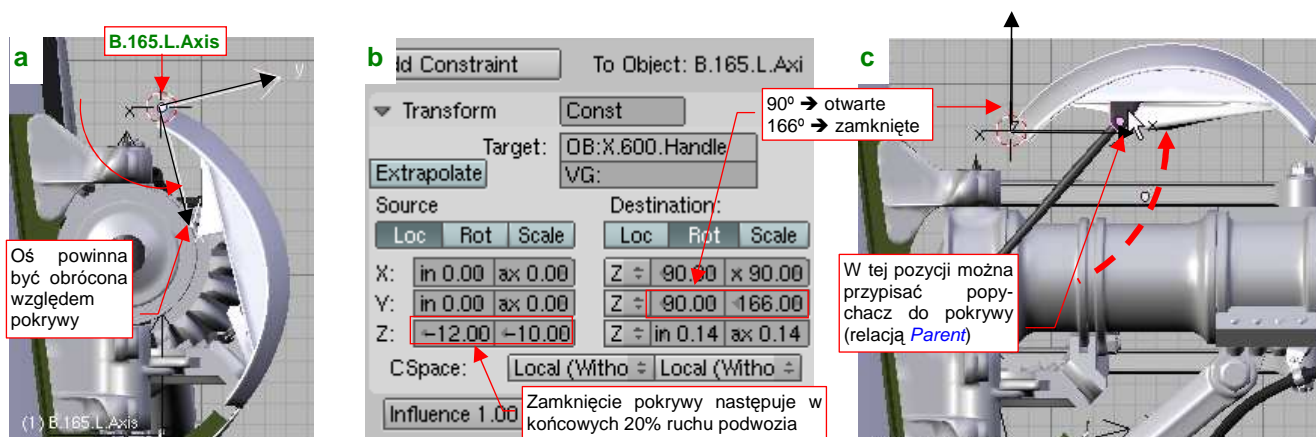 a
B.165.L.Axis
y
x
Oś powinna
być obrócona
względem
pokrywy
(1) B.165.L.Axis
b
dd Constraint
To Object: B.165.L.Axi
Transform
Const
Target:
OB:X.600.Handle
VG:
Extrapolate
Source
Destination:
Loc Rot Scale
Loc Rot Scale
X: in 0.00 ax 0.00
Z 90.00 x 90.00
Y: in 0.00 ax 0.00
Z 90.00 166.00
Z: -12.00 -10.00
Z in 0.14 ax 0.14
CSpace: Local (Witho Local (Witho
Influence 1.00
Zamknięcie pokrywy następuje w
końcowych 20% ruchu podwozia
90º ➔ otwarte
166º ➔ zamknięte
c
x
z
x
W tej pozycji można
przypisać popy-
chacz do pokrywy
(relacją Parent)